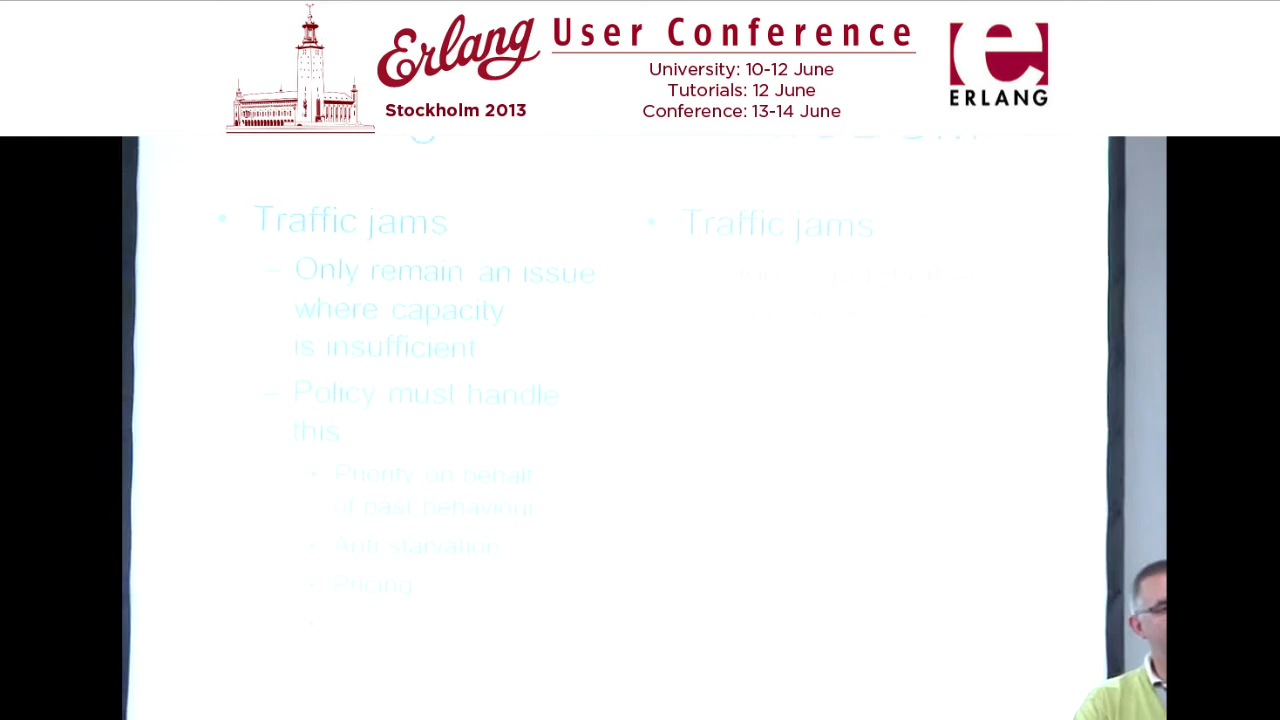 Erlang
User Conference
Stockholm 2013
University: 10-12 June
Tutorials: 12 June
Conference: 13-14 June
e
ERLANG
• Traffic jams
– Only remain an issue
where capacity
is insufficient
– Policy must handle
this
• Priority on behalf
of past behaviour
• Anti starvation
• Pricing
• Traffic jams